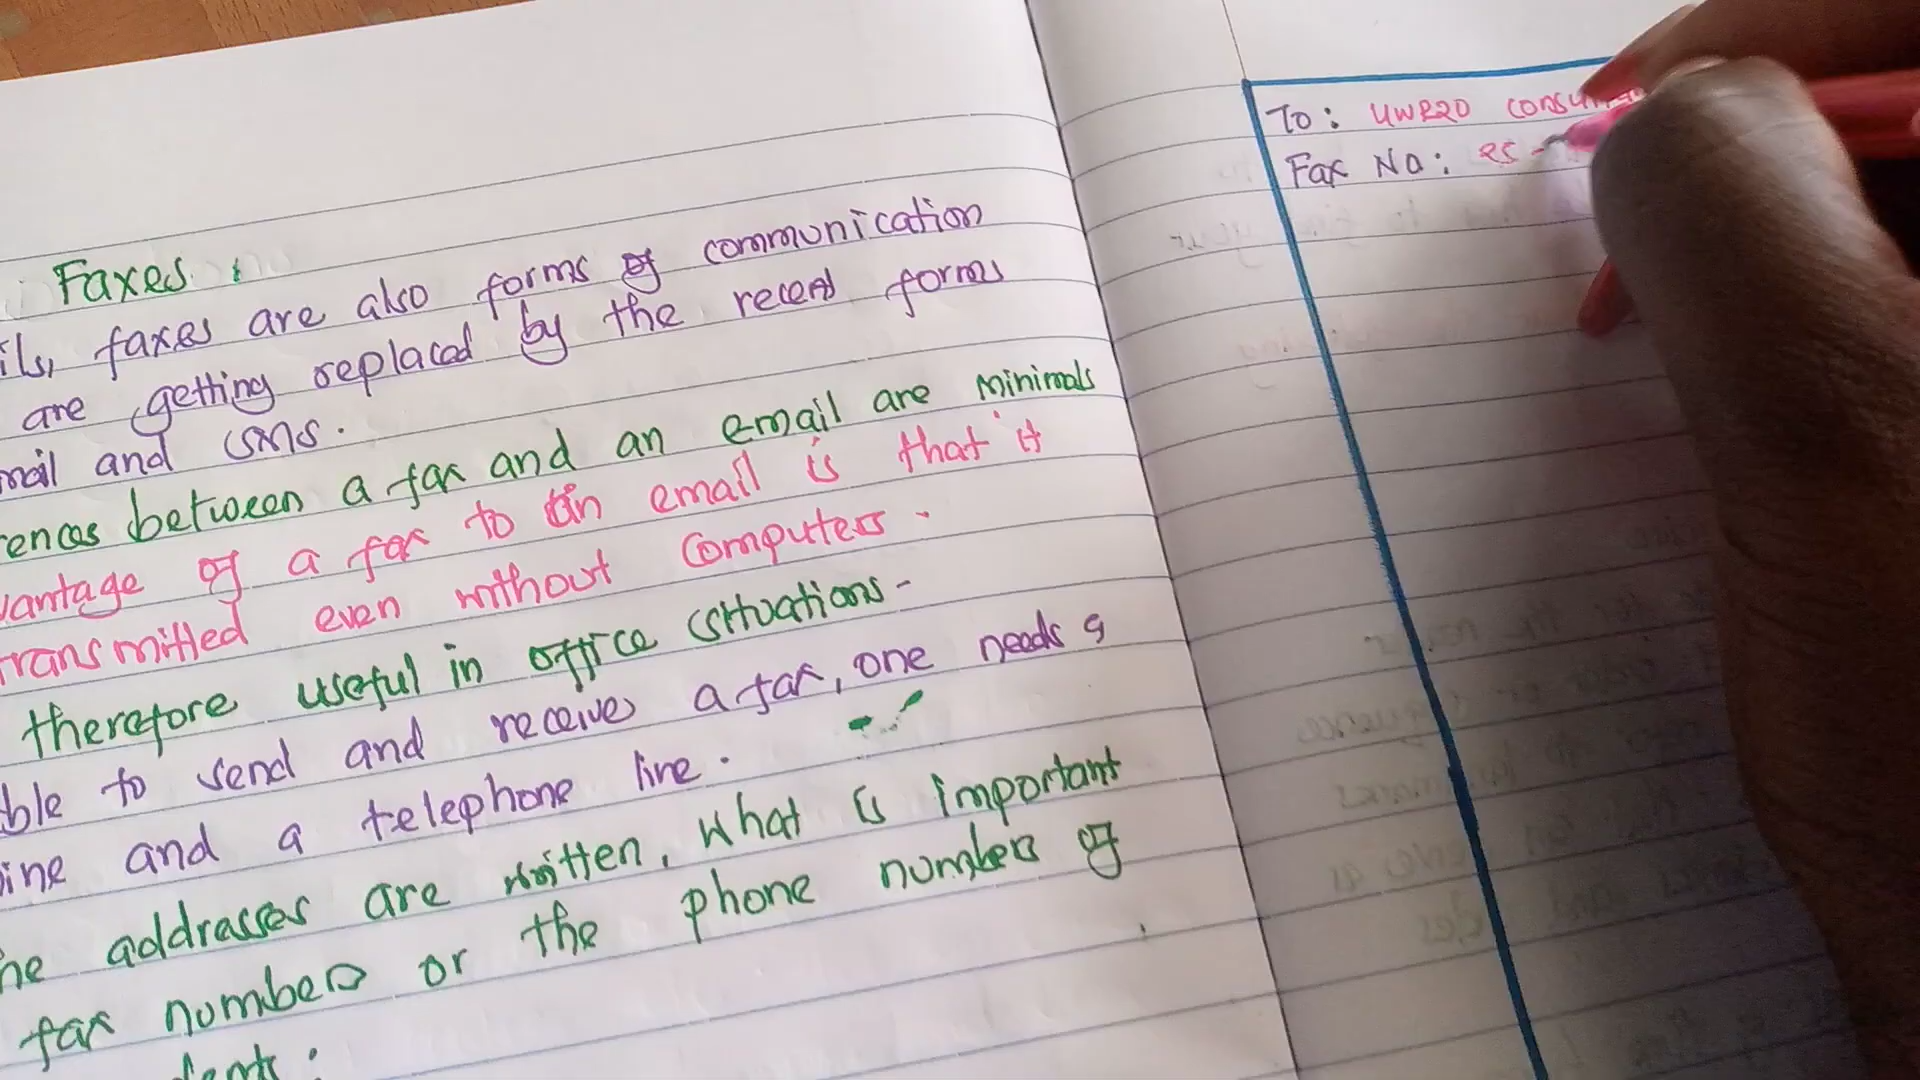 Faxes:
ils, faxes are also forms of communication
are getting replaced by the recent forms
mail and SMS.
ences between a fax and an email are minimals
vantage of a fax to an email is that it
transmitted even without computers.
therefore useful in office situations-
ble to send and receive a fax, one needs a
ine and a telephone line.
he addresses are written, what is important
fax numbers or the phone numbers of
dents:
To: UWEZO Consum
Fax No: 25-